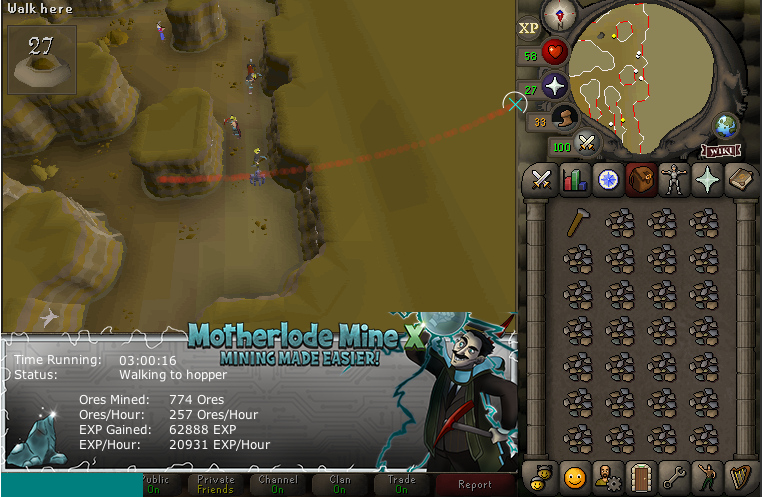 Walk here
27
XP
58
27
33
100
WIKI
Motherlode Mine X
MINING MADE EASIER!
Time Running: 03:00:16
Status: Walking to hopper
Ores Mined: 774 Ores
Ores/Hour: 257 Ores/Hour
EXP Gained: 62888 EXP
EXP/Hour: 20931 EXP/Hour
Public Private Channel Clan Trade Report
On Friends On On On